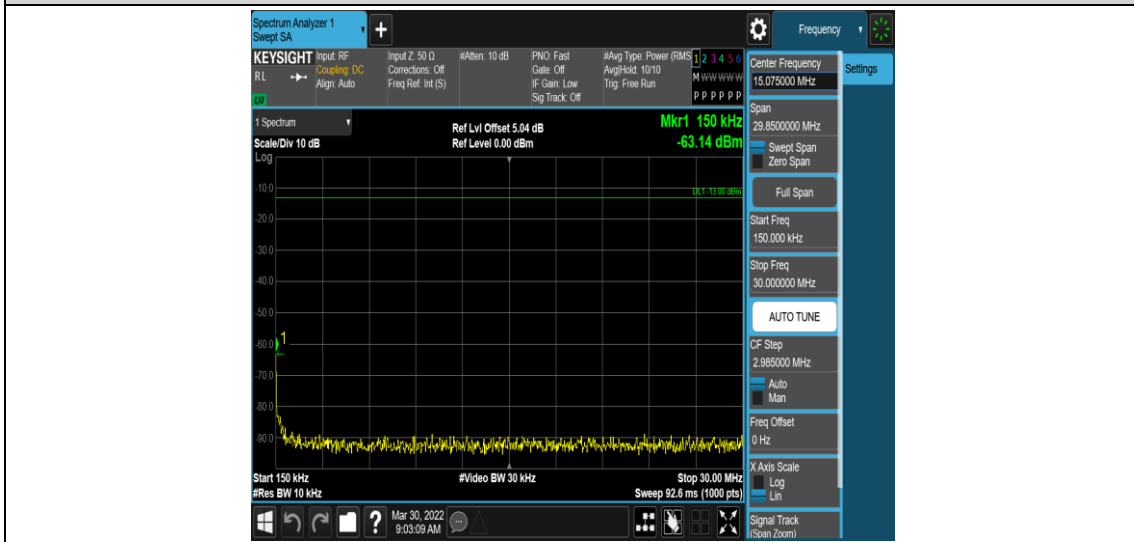 Spectrum Analyzer 1
Swept SA
+
Frequency
KEYSIGHT
RL
Input: RF
Coupling: DC
Align: Auto
Input Z: 50 Ω
Corrections: Off
Freq Ref: Int (S)
#Atten: 10 dB
PNO: Fast
Gate: Off
IF Gain: Low
Sig Track: Off
#Avg Type: Power (RMS
Avg|Hold: 10/10
Trig: Free Run
1 2 3 4 5 6
M W W W W W
P P P P P P
1 Spectrum
Scale/Div 10 dB
Log
Ref Lvl Offset 5.04 dB
Ref Level 0.00 dBm
Mkr1 150 kHz
-63.14 dBm
DL1 -13.00 dBm
-10.0
-20.0
-30.0
-40.0
-50.0
-60.0
-70.0
-80.0
-90.0
1
Start 150 kHz
#Res BW 10 kHz
#Video BW 30 kHz
Stop 30.00 MHz
Sweep 92.6 ms (1000 pts)
?
Mar 30, 2022
9:03:09 AM
Center Frequency
15.075000 MHz
Settings
Span
29.8500000 MHz
Swept Span
Zero Span
Full Span
Start Freq
150.000 kHz
Stop Freq
30.000000 MHz
AUTO TUNE
CF Step
2.985000 MHz
Auto
Man
Freq Offset
0 Hz
X Axis Scale
Log
Lin
Signal Track
(Span Zoom)